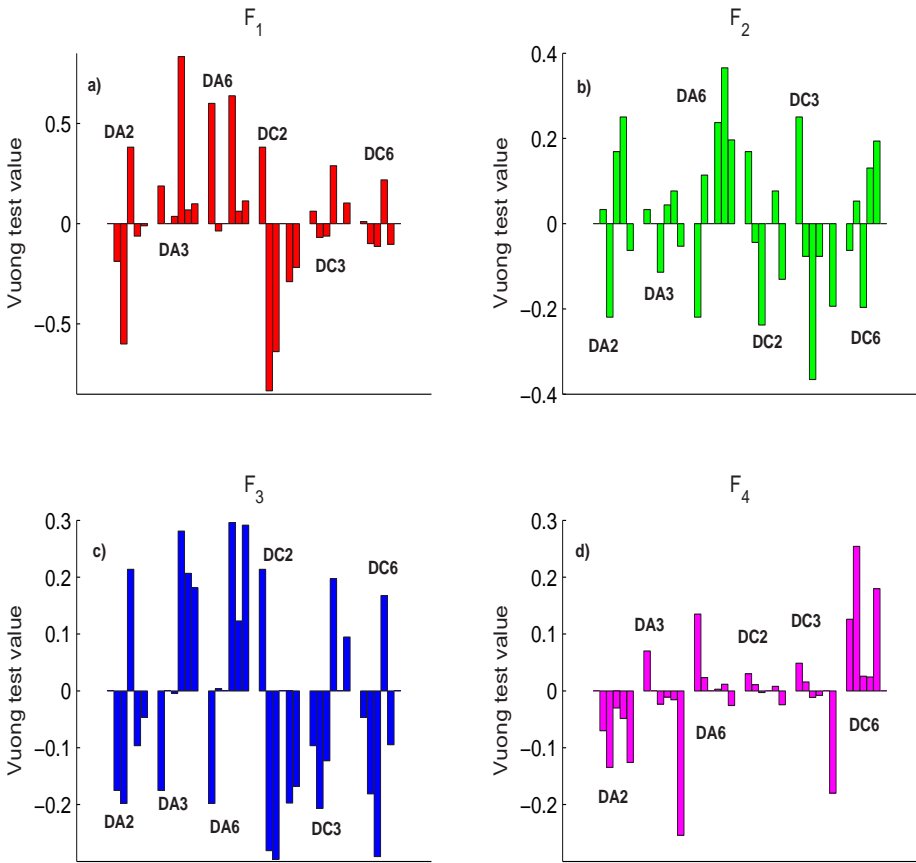 F1
a)
Vuong test value
0.5
0
−0.5
DA2
DA3
DA6
DC2
DC3
DC6
F2
b)
Vuong test value
0.4
0.2
0
−0.2
−0.4
DA2
DA3
DA6
DC2
DC3
DC6
F3
c)
Vuong test value
0.3
0.2
0.1
0
−0.1
−0.2
DA2
DA3
DA6
DC2
DC3
DC6
F4
d)
Vuong test value
0.3
0.2
0.1
0
−0.1
−0.2
DA2
DA3
DA6
DC2
DC3
DC6